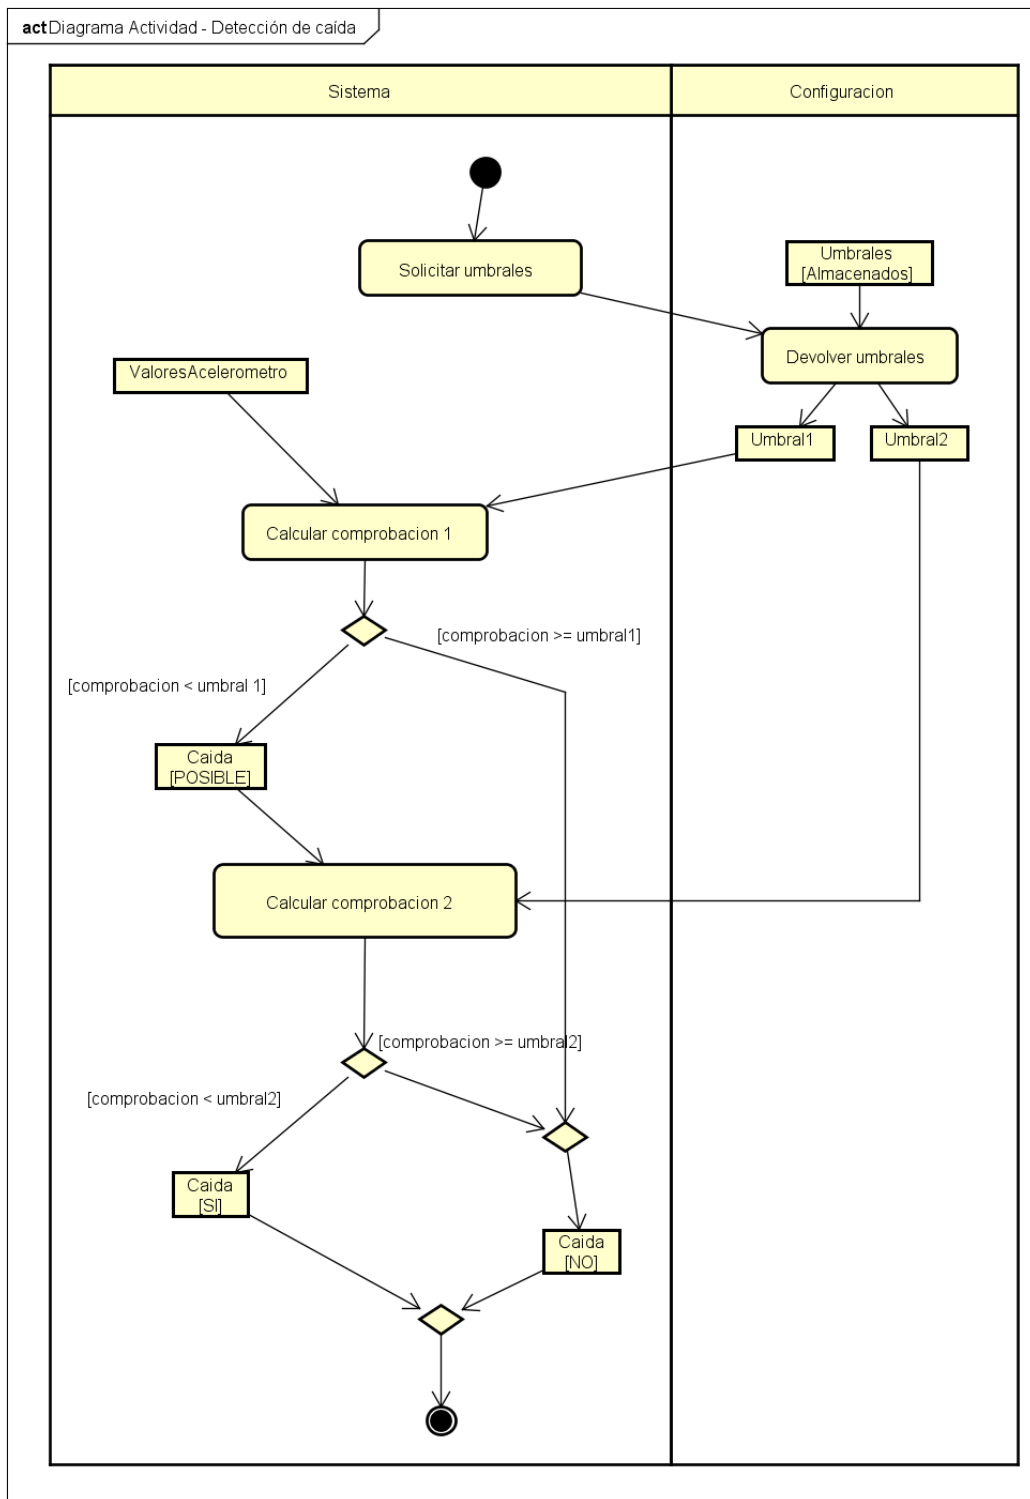 act Diagrama Actividad - Detección de caída
Sistema
Configuracion
Solicitar umbrales
Umbrales
[Almacenados]
Devolver umbrales
ValoresAcelerometro
Umbral1
Umbral2
Calcular comprobacion 1
[comprobacion >= umbral1]
[comprobacion < umbral 1]
Caida
[POSIBLE]
Calcular comprobacion 2
[comprobacion >= umbral2]
[comprobacion < umbral2]
Caida
[SI]
Caida
[NO]